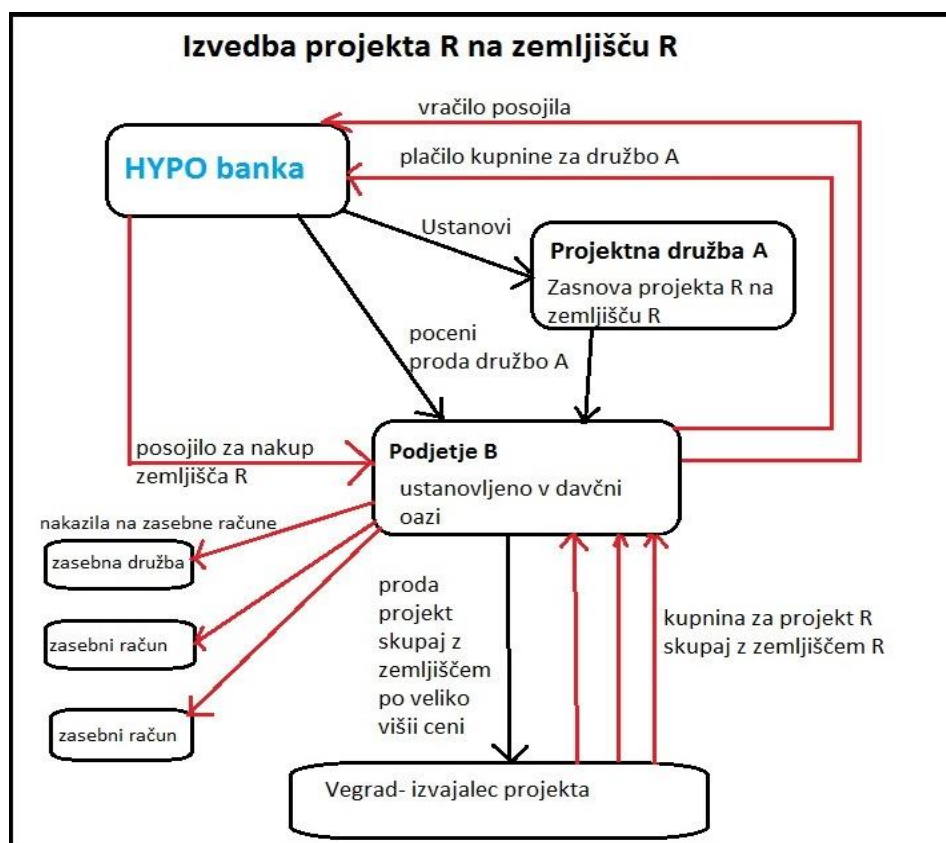 Izvedba projekta R na zemljišču R
vračilo posojila
HYPO banka
plačilo kupnine za družbo A
Ustanovi
Projektna družba A
Zasnova projekta R na
zemljišču R
poceni
proda družbo A
posojilo za nakup
zemljišča R
Podjetje B
ustanovljeno v davčni
oazi
nakazila na zasebne račune
zasebna družba
zasebni račun
zasebni račun
proda
projekt
skupaj z
zemljiščem
po veliko
višii ceni
kupnina za projekt R
skupaj z zemljiščem R
Vegrad- izvajalec projekta